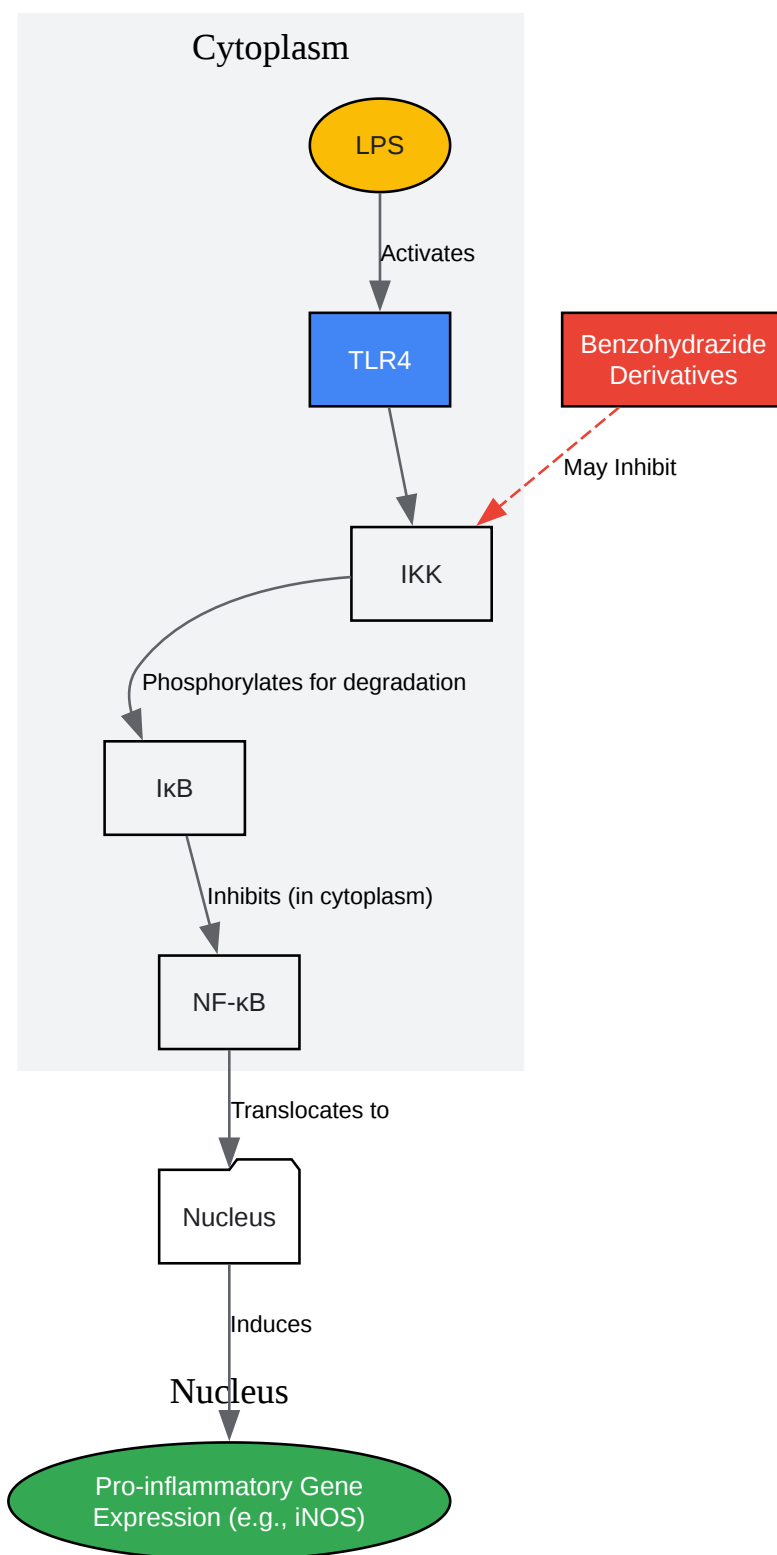 Cytoplasm
LPS
Activates
TLR4
Benzohydrazide
Derivatives
May Inhibit
IKK
Phosphorylates for degradation
IκB
Inhibits (in cytoplasm)
NF-κB
Translocates to
Nucleus
Induces
Nucleus
Pro-inflammatory Gene
Expression (e.g., iNOS)